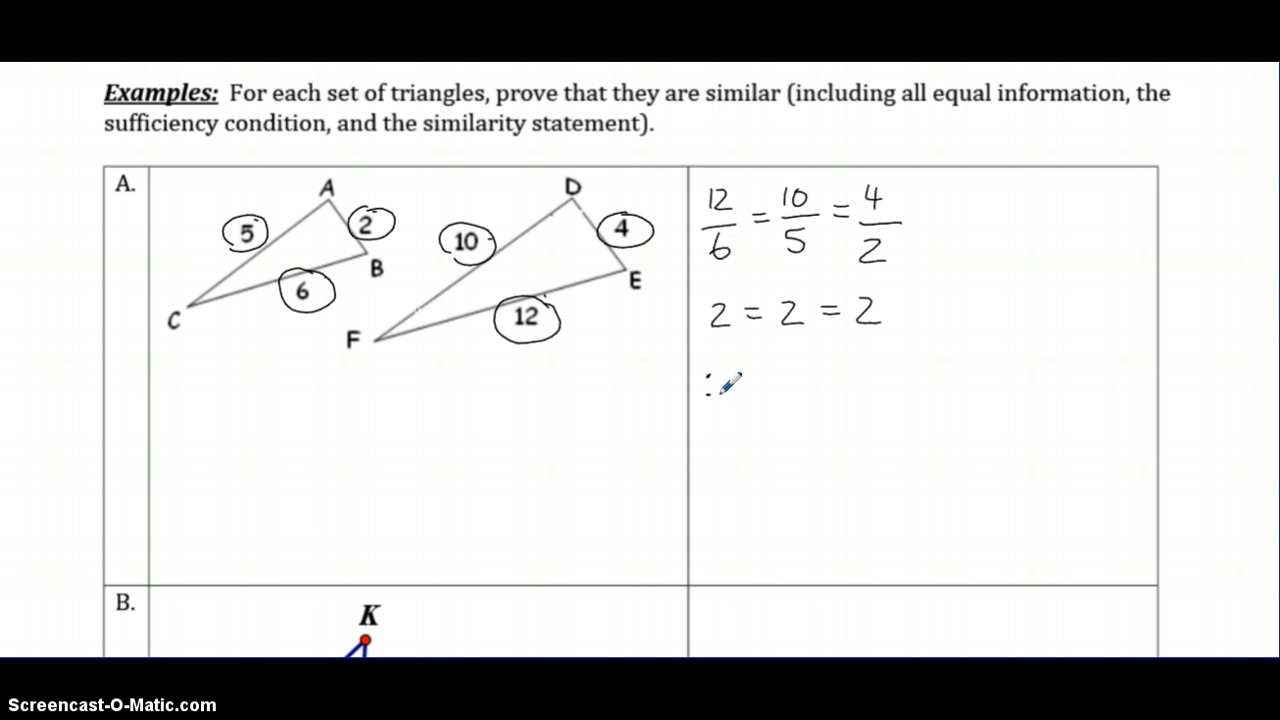 Examples: For each set of triangles, prove that they are similar (including all equal information, the
sufficiency condition, and the similarity statement).
A.
A
5
2
B
6
C
D
10
4
E
12
F
12/6 = 10/5 = 4/2
2 = 2 = 2
:
B.
K
Screencast-O-Matic.com